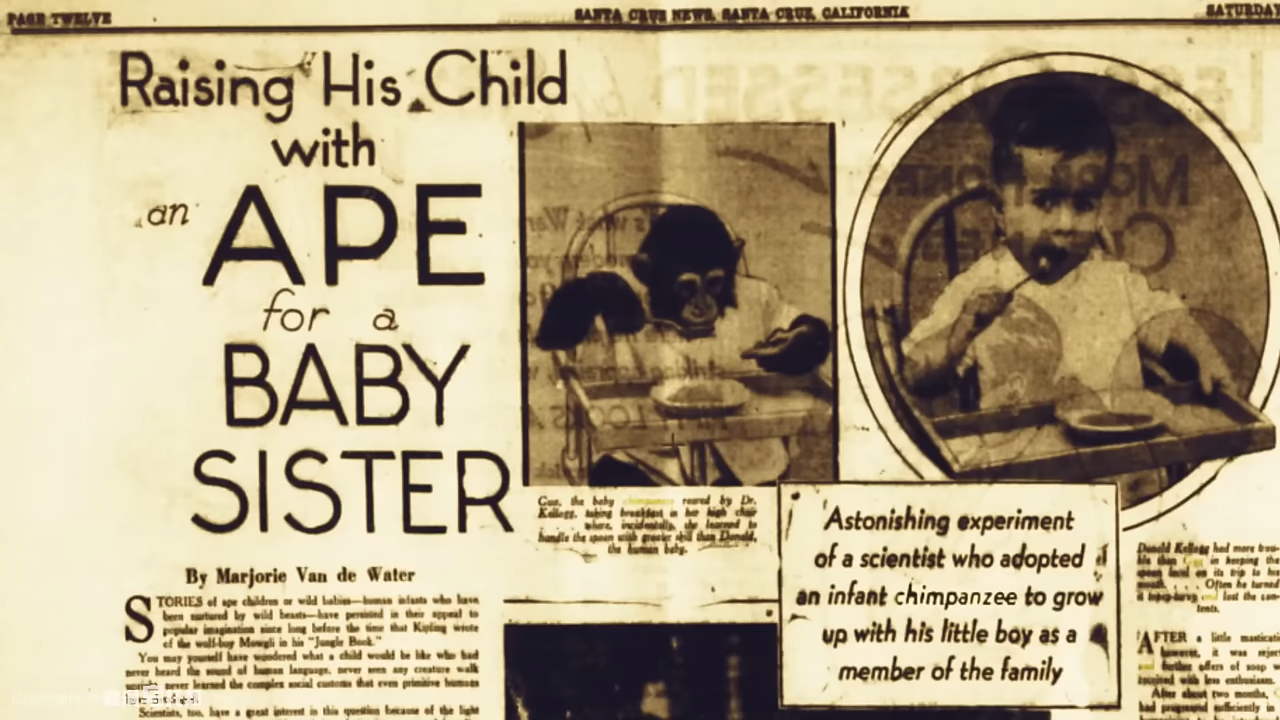 PAGE TWELVE
SANTA CRUZ NEWS, SANTA CRUZ, CALIFORNIA
SATURDAY
Raising His Child
with
an APE
for a
BABY
SISTER
By Marjorie Van de Water
STORIES of ape children or wild babies—human infants who have
been nurtured by wild beasts—have persisted in their appeal to
popular imagination since long before the time that Kipling wrote
of the wolf-boy Mowgli in his "Jungle Book."
You may yourself have wondered what a child would be like who had
never heard the sound of human language, never seen any creature walk
never learned the complex social customs that even primitive humans
Scientists, too, have a great interest in this question because of the light
Gua, the baby chimpanzee reared by Dr.
Kellogg, taking breakfast in her high chair
where, incidentally, she learned to
handle the spoon with greater skill than Donald,
the human baby.
Astonishing experiment
of a scientist who adopted
an infant chimpanzee to grow
up with his little boy as a
member of the family
Donald Kellogg had more trou-
ble than Gua in keeping the
spoon level on its trip to his
mouth. . . . Often he turned
it topsy-turvy and lost the con-
tents.
AFTER a little masticati
however, it was rejec
and further offers of soap w
received with less enthusiasm.
After about two months,
had progressed sufficiently in